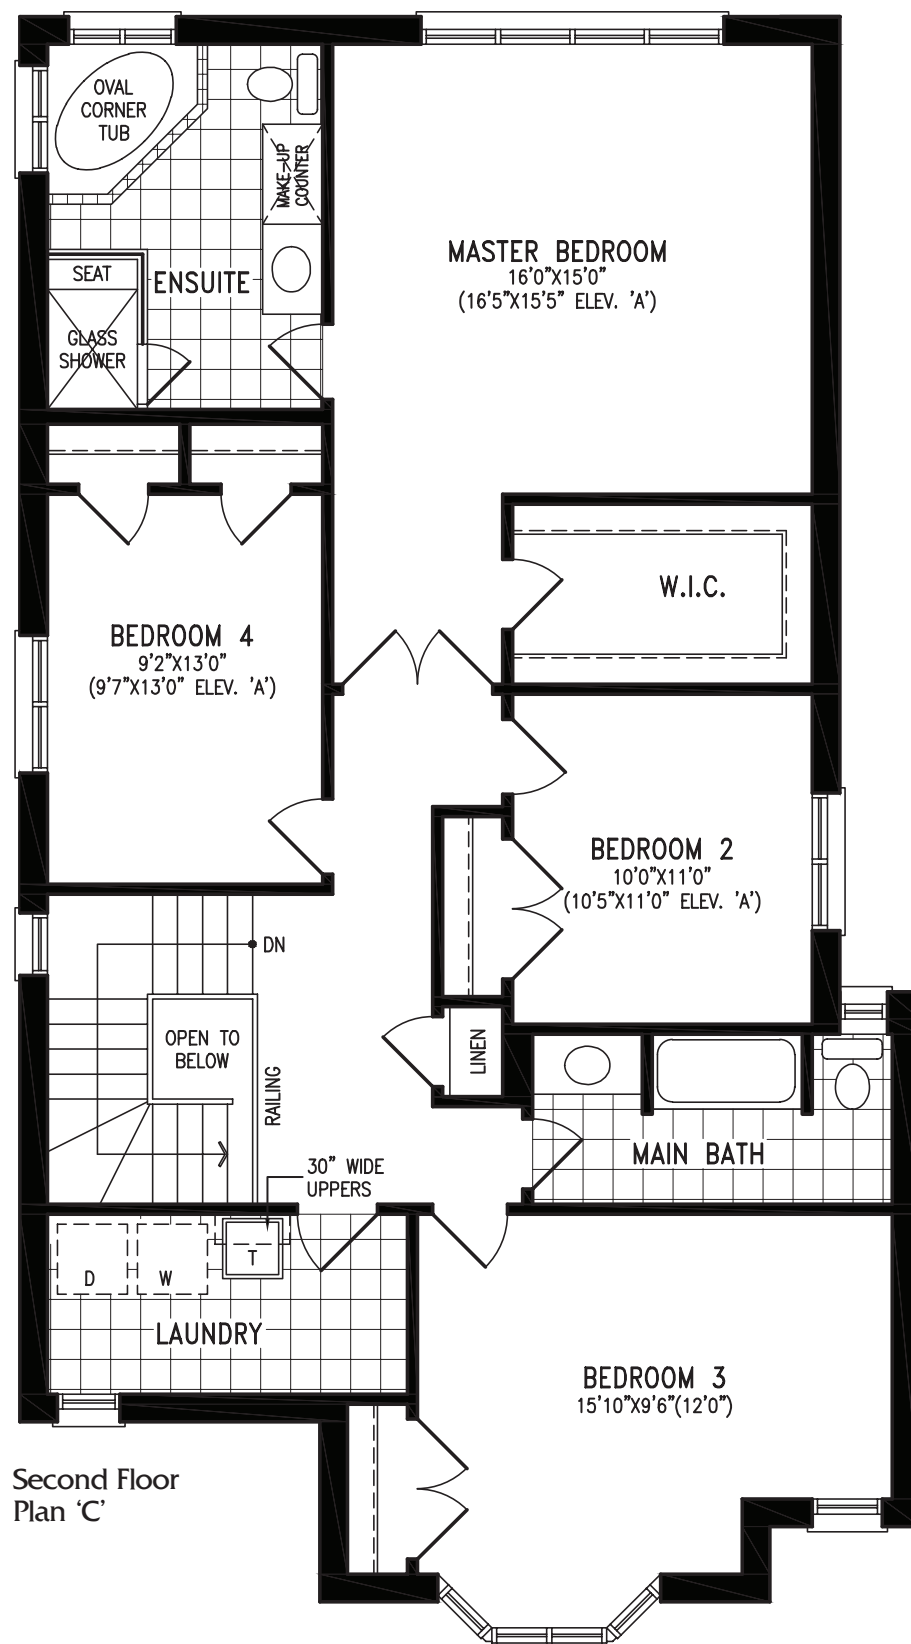 OVAL
CORNER
TUB
MAKE-UP
COUNTER
SEAT
ENSUITE
GLASS
SHOWER
MASTER BEDROOM
16'0"X15'0"
(16'5"X15'5" ELEV. 'A')
W.I.C.
BEDROOM 4
9'2"X13'0"
(9'7"X13'0" ELEV. 'A')
BEDROOM 2
10'0"X11'0"
(10'5"X11'0" ELEV. 'A')
DN
OPEN TO
BELOW
RAILING
LINEN
MAIN BATH
30" WIDE
UPPERS
D
W
T
LAUNDRY
BEDROOM 3
15'10"X9'6"(12'0")
Second Floor
Plan ‘C’